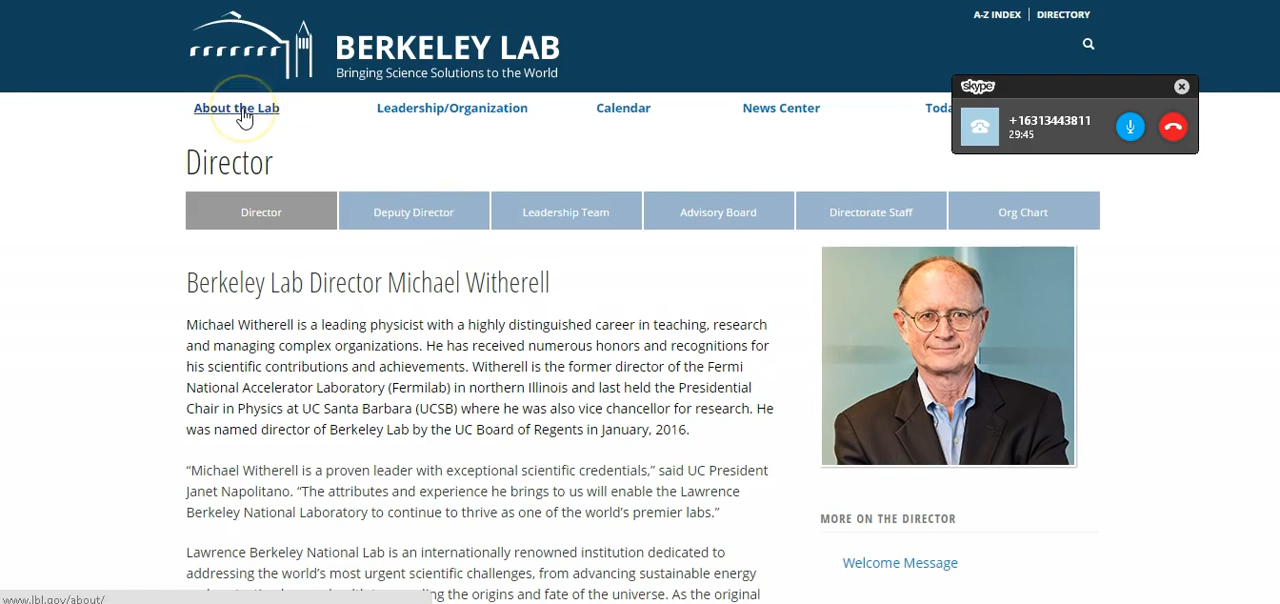 A-Z INDEX
DIRECTORY
BERKELEY LAB
Bringing Science Solutions to the World
skype
+16313443811
29:45
About the Lab
Leadership/Organization
Calendar
News Center
Director
Director
Deputy Director
Leadership Team
Advisory Board
Directorate Staff
Org Chart
Berkeley Lab Director Michael Witherell
Michael Witherell is a leading physicist with a highly distinguished career in teaching, research
and managing complex organizations. He has received numerous honors and recognitions for
his scientific contributions and achievements. Witherell is the former director of the Fermi
National Accelerator Laboratory (Fermilab) in northern Illinois and last held the Presidential
Chair in Physics at UC Santa Barbara (UCSB) where he was also vice chancellor for research. He
was named director of Berkeley Lab by the UC Board of Regents in January, 2016.
“Michael Witherell is a proven leader with exceptional scientific credentials,” said UC President
Janet Napolitano. “The attributes and experience he brings to us will enable the Lawrence
Berkeley National Laboratory to continue to thrive as one of the world’s premier labs.”
Lawrence Berkeley National Lab is an internationally renowned institution dedicated to
addressing the world’s most urgent scientific challenges, from advancing sustainable energy
the origins and fate of the universe. As the original
MORE ON THE DIRECTOR
Welcome Message
www.lbl.gov/about/